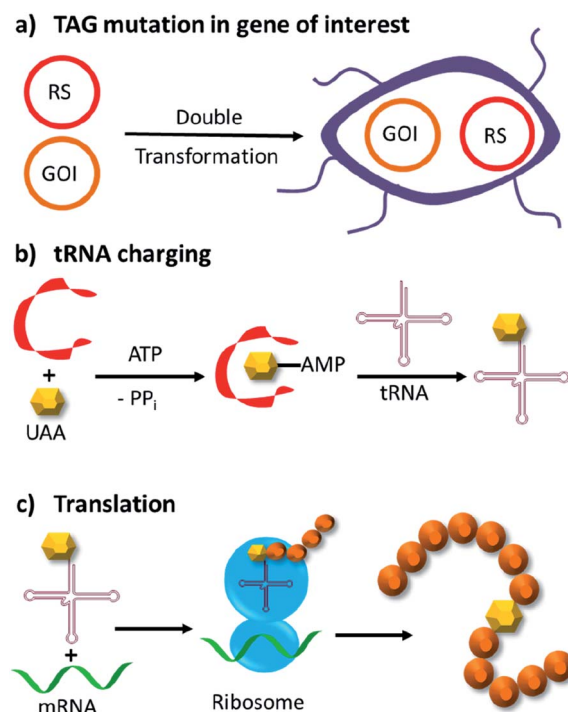 a) TAG mutation in gene of interest
RS
GOI
Double
Transformation
GOI
RS
b) tRNA charging
+
UAA
ATP
- PPi
AMP
tRNA
c) Translation
+
mRNA
Ribosome